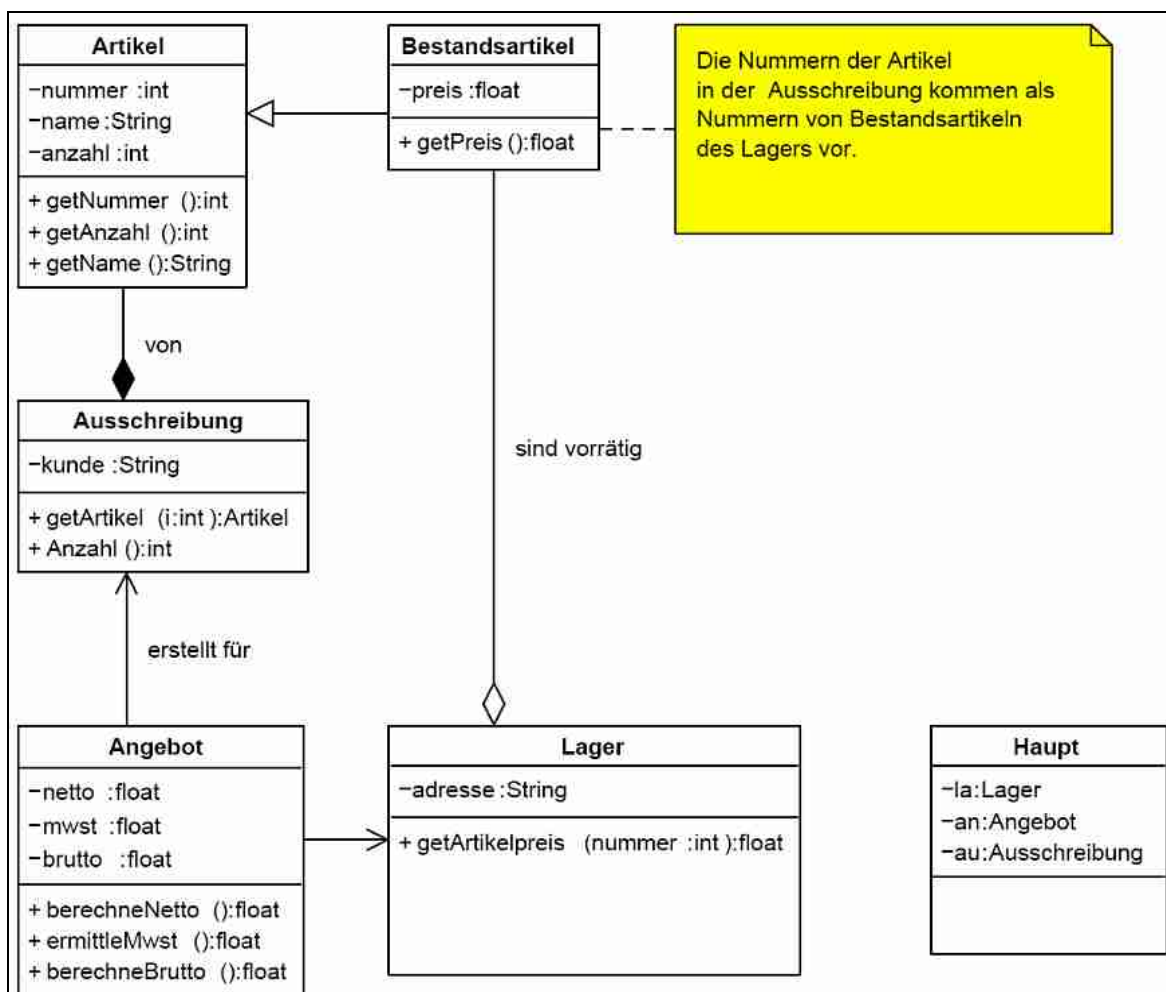 Artikel
−nummer :int
−name :String
−anzahl :int
+ getNummer ():int
+ getAnzahl ():int
+ getName ():String
Bestandsartikel
−preis :float
+ getPreis ():float
Die Nummern der Artikel
in der Ausschreibung kommen als
Nummern von Bestandsartikeln
des Lagers vor.
von
Ausschreibung
−kunde :String
+ getArtikel (i:int ):Artikel
+ Anzahl ():int
sind vorrätig
erstellt für
Angebot
−netto :float
−mwst :float
−brutto :float
+ berechneNetto ():float
+ ermittleMwst ():float
+ berechneBrutto ():float
Lager
−adresse :String
+ getArtikelpreis (nummer :int ):float
Haupt
−la:Lager
−an:Angebot
−au:Ausschreibung